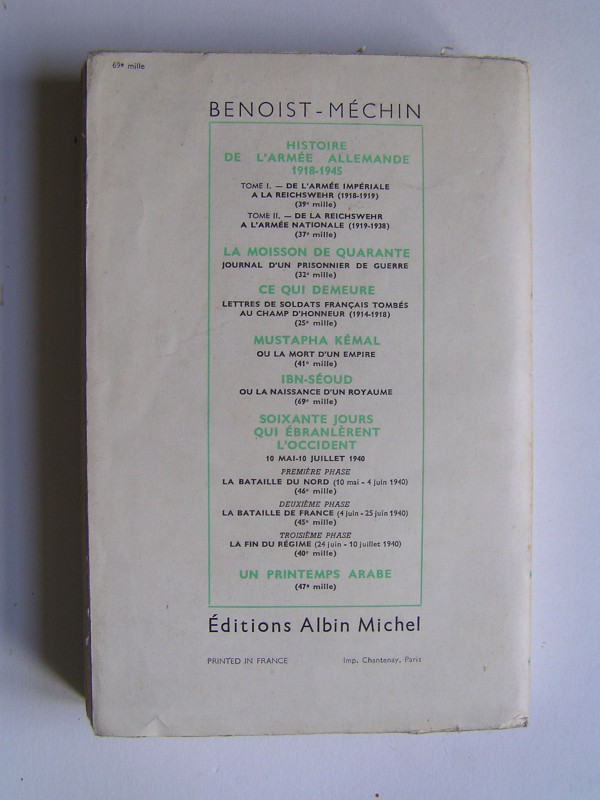 69e mille
BENOIST-MÉCHIN
HISTOIRE
DE L'ARMÉE ALLEMANDE
1918-1945
TOME I. — DE L'ARMÉE IMPÉRIALE
A LA REICHSWEHR (1918-1919)
(39e mille)
TOME II. — DE LA REICHSWEHR
A L'ARMÉE NATIONALE (1919-1938)
(37e mille)
LA MOISSON DE QUARANTE
JOURNAL D'UN PRISONNIER DE GUERRE
(32e mille)
CE QUI DEMEURE
LETTRES DE SOLDATS FRANÇAIS TOMBÉS
AU CHAMP D'HONNEUR (1914-1918)
(25e mille)
MUSTAPHA KÉMAL
OU LA MORT D'UN EMPIRE
(41e mille)
IBN-SÉOUD
OU LA NAISSANCE D'UN ROYAUME
(69e mille)
SOIXANTE JOURS
QUI ÉBRANLÈRENT
L'OCCIDENT
10 MAI-10 JUILLET 1940
PREMIÈRE PHASE
LA BATAILLE DU NORD (10 mai - 4 juin 1940)
(46e mille)
DEUXIÈME PHASE
LA BATAILLE DE FRANCE (4 juin - 25 juin 1940)
(45e mille)
TROISIÈME PHASE
LA FIN DU RÉGIME (24 juin - 10 juillet 1940)
(40e mille)
UN PRINTEMPS ARABE
(47e mille)
Éditions Albin Michel
PRINTED IN FRANCE Imp. Chantenay, Paris